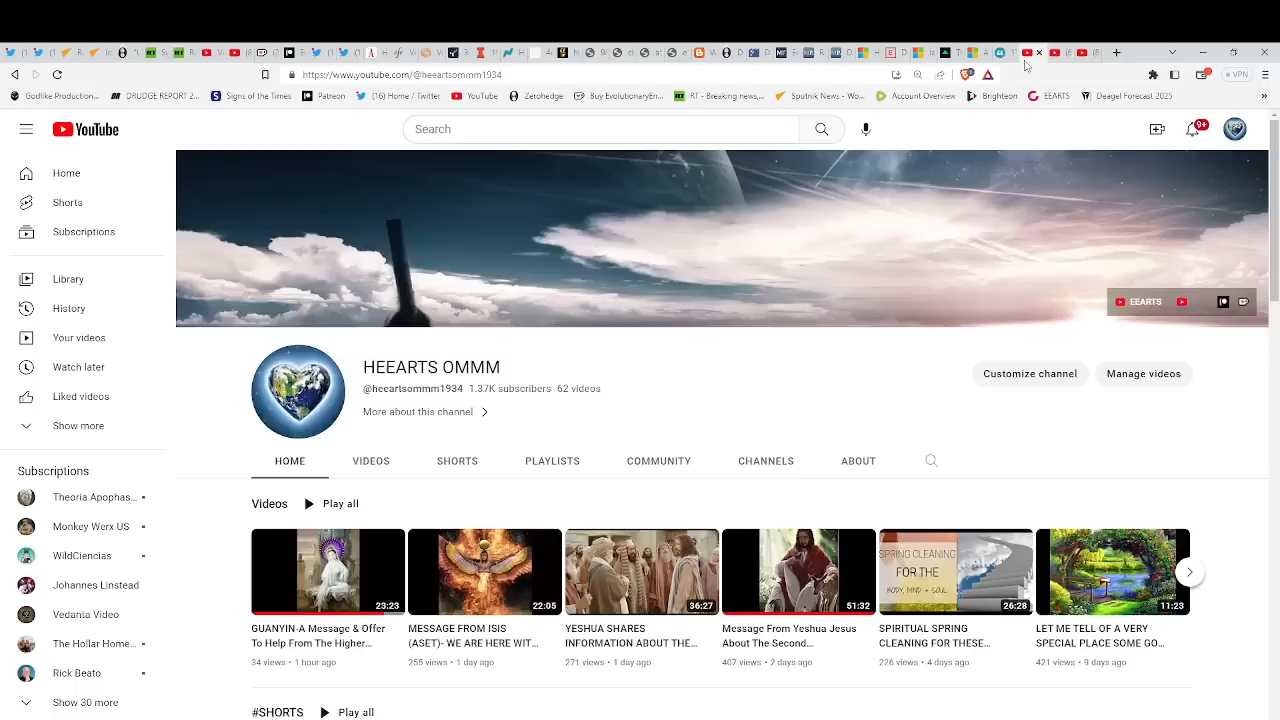 https://www.youtube.com/@heeartsommm1934
VPN
Godlike Production...
DRUDGE REPORT 2...
Signs of the Times
Patreon
(16) Home / Twitter
YouTube
Zerohedge
Buy EvolutionaryEn...
RT - Breaking news,...
Sputnik News - Wo...
Account Overview
Brighteon
EEARTS
Deagel Forecast 2025
YouTube
Search
9+
Home
Shorts
Subscriptions
Library
History
Your videos
Watch later
Liked videos
Show more
Subscriptions
Theoria Apophas...
Monkey Werx US
WildCiencias
Johannes Linstead
Vedanta Video
The Hollar Home...
Rick Beato
Show 30 more
EEARTS
HEEARTS OMMM
@heeartsommm1934 1.37K subscribers 62 videos
More about this channel
Customize channel
Manage videos
HOME
VIDEOS
SHORTS
PLAYLISTS
COMMUNITY
CHANNELS
ABOUT
Videos
Play all
23:23
GUANYIN-A Message & Offer
To Help From The Higher...
34 views • 1 hour ago
22:05
MESSAGE FROM ISIS
(ASET)- WE ARE HERE WIT...
255 views • 1 day ago
36:27
YESHUA SHARES
INFORMATION ABOUT THE...
271 views • 1 day ago
51:32
Message From Yeshua Jesus
About The Second...
407 views • 2 days ago
SPRING CLEANING
FOR THE
BODY, MIND + SOUL
26:28
SPIRITUAL SPRING
CLEANING FOR THESE...
226 views • 4 days ago
11:23
LET ME TELL OF A VERY
SPECIAL PLACE SOME GO...
421 views • 9 days ago
#SHORTS
Play all